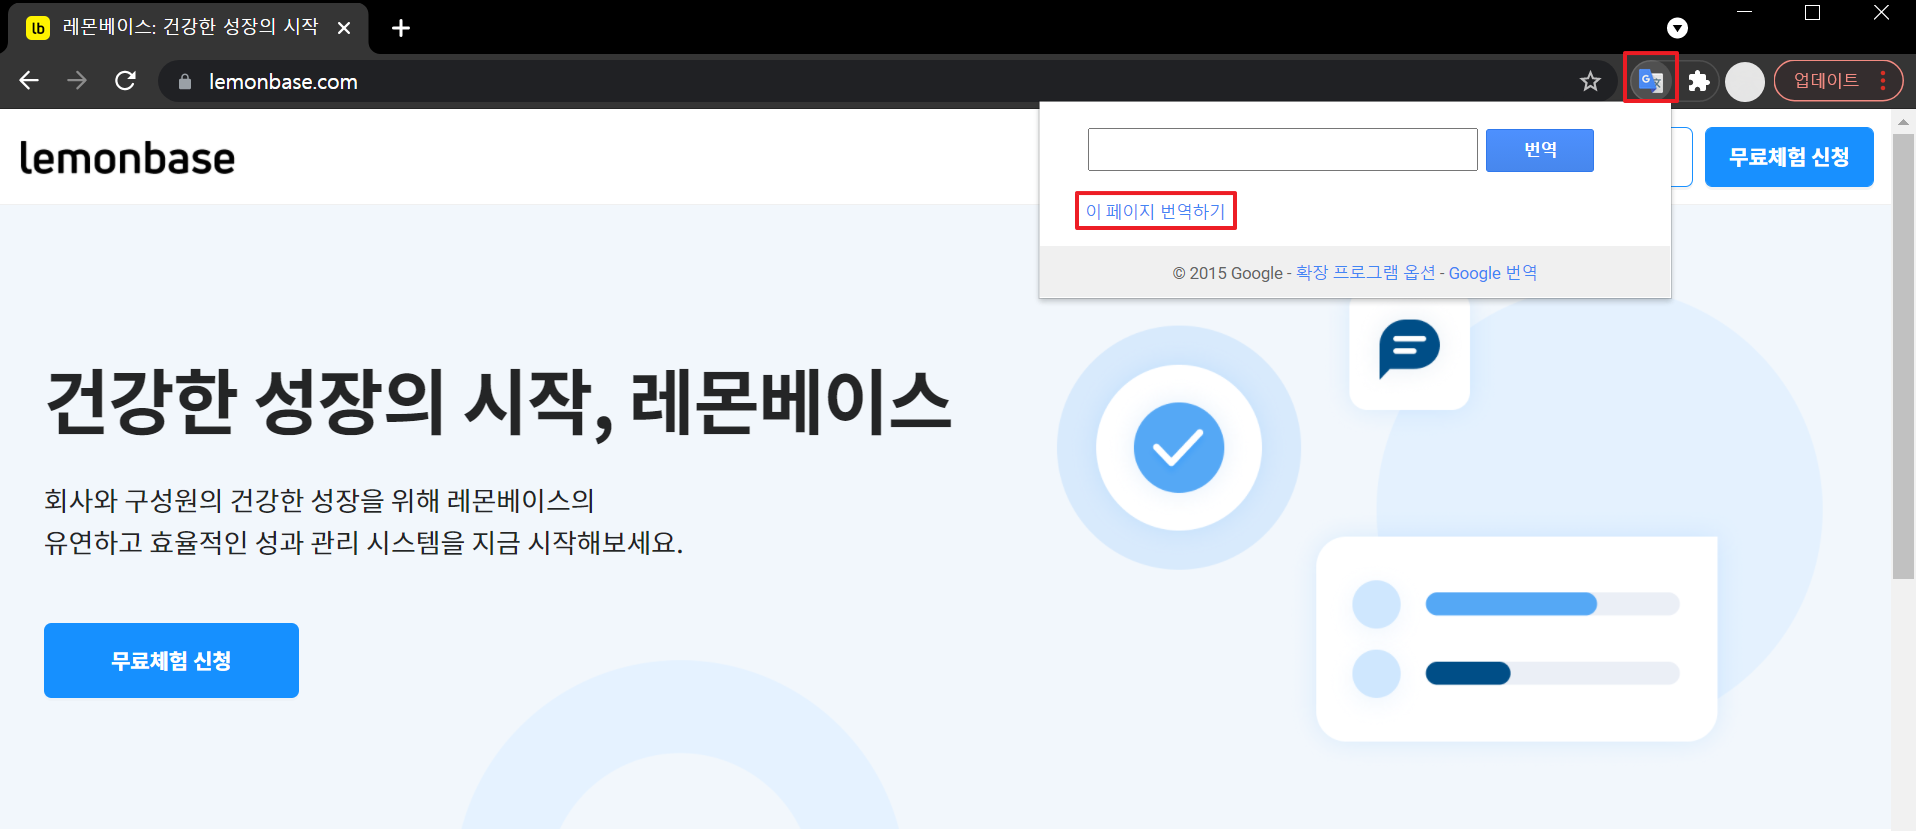 lb 레몬베이스: 건강한 성장의 시작
lemonbase.com
업데이트
lemonbase
번역
무료체험 신청
이 페이지 번역하기
© 2015 Google - 확장 프로그램 옵션 - Google 번역
건강한 성장의 시작, 레몬베이스
회사와 구성원의 건강한 성장을 위해 레몬베이스의
유연하고 효율적인 성과 관리 시스템을 지금 시작해보세요.
무료체험 신청